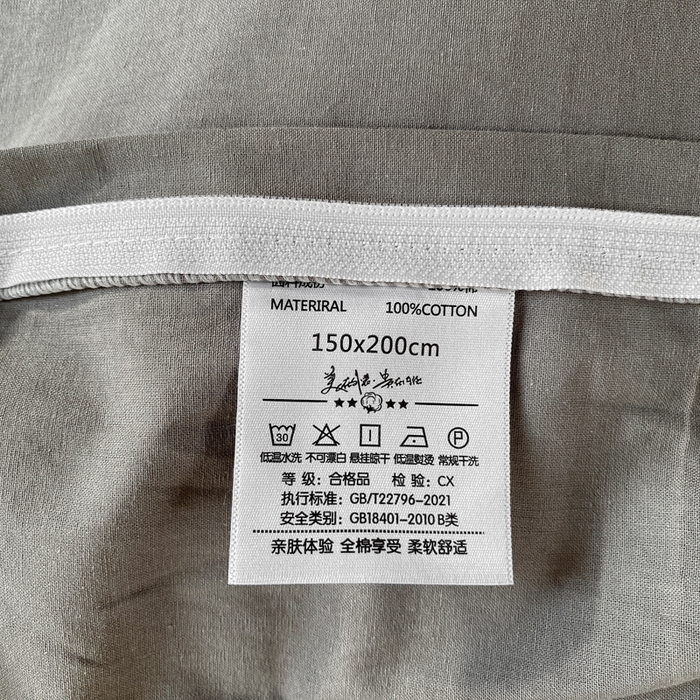 MATERIRAL 100%COTTON
150x200cm
30
低温水洗 不可漂白 悬挂晾干 低温熨烫 常规干洗
等 级：合格品 检 验：CX
执行标准：GB/T22796-2021
安全类别：GB18401-2010 B类
亲肤体验 全棉享受 柔软舒适